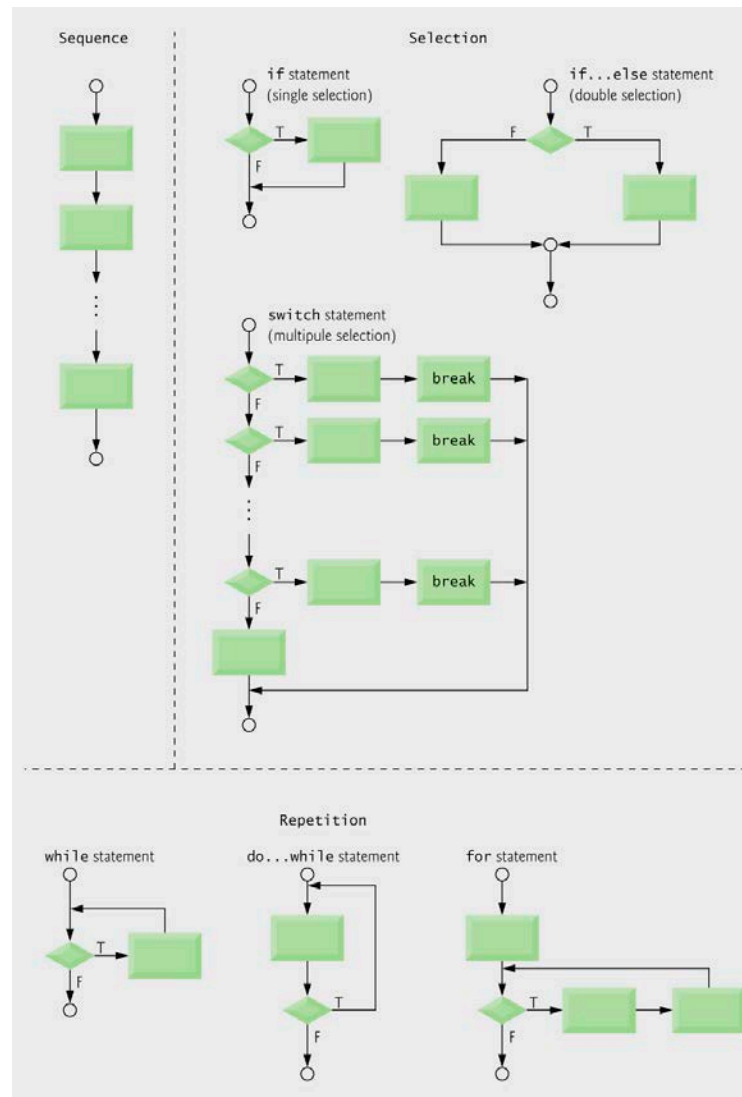 Sequence
Selection
if statement
(single selection)
T
F
if...else statement
(double selection)
F
T
switch statement
(multipule selection)
T
break
F
T
break
F
T
break
F
Repetition
while statement
T
F
do...while statement
T
F
for statement
T
F